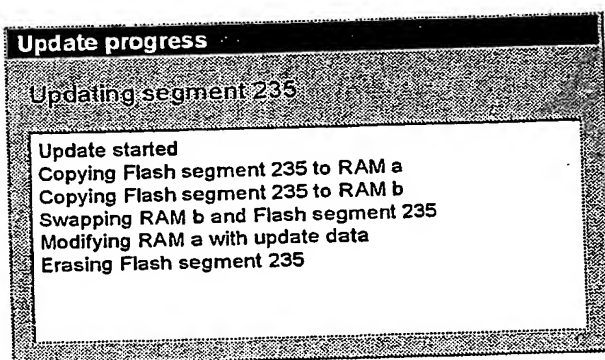 Update progress
Updating segment 235
Update started
Copying Flash segment 235 to RAM a
Copying Flash segment 235 to RAM b
Swapping RAM b and Flash segment 235
Modifying RAM a with update data
Erasing Flash segment 235